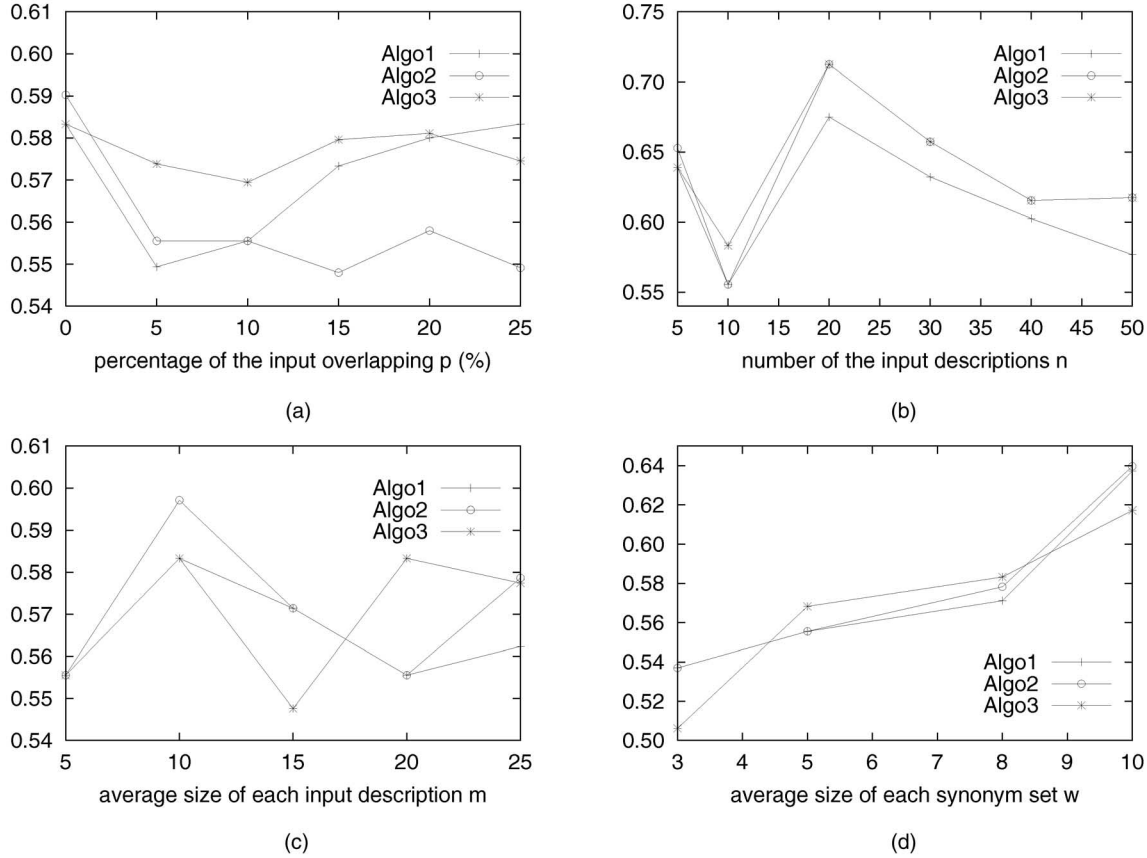 0.61
0.60
0.59
0.58
0.57
0.56
0.55
0.54
Algo1
Algo2
Algo3
0 5 10 15 20 25
percentage of the input overlapping p (%)
(a)
0.75
0.70
0.65
0.60
0.55
Algo1
Algo2
Algo3
5 10 15 20 25 30 35 40 45 50
number of the input descriptions n
(b)
0.61
0.60
0.59
0.58
0.57
0.56
0.55
0.54
Algo1
Algo2
Algo3
5 10 15 20 25
average size of each input description m
(c)
0.64
0.62
0.60
0.58
0.56
0.54
0.52
0.50
Algo1
Algo2
Algo3
3 4 5 6 7 8 9 10
average size of each synonym set w
(d)